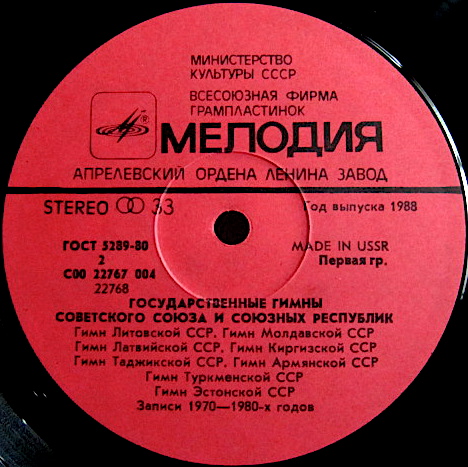 МИНИСТЕРСТВО
КУЛЬТУРЫ СССР
ВСЕСОЮЗНАЯ ФИРМА
ГРАМПЛАСТИНОК
®
МЕЛОДИЯ
АПРЕЛЕВСКИЙ ОРДЕНА ЛЕНИНА ЗАВОД
STEREO 33
Год выпуска 1988
ГОСТ 5289-80
MADE IN USSR
2
Первая гр.
С00 22767 004
22768
ГОСУДАРСТВЕННЫЕ ГИМНЫ
СОВЕТСКОГО СОЮЗА И СОЮЗНЫХ РЕСПУБЛИК
Гимн Литовской ССР, Гимн Молдавской ССР
Гимн Латвийской ССР, Гимн Киргизской ССР
Гимн Таджикской ССР, Гимн Армянской ССР
Гимн Туркменской ССР
Гимн Эстонской ССР
Записи 1970—1980-х годов